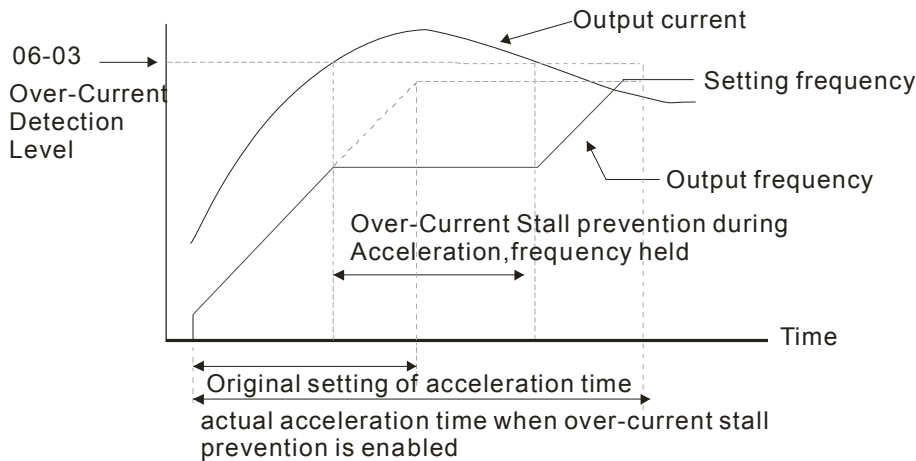 Output current
06-03
Over-Current
Detection
Level
Setting frequency
Output frequency
Over-Current Stall prevention during
Acceleration,frequency held
Time
Original setting of acceleration time
actual acceleration time when over-current stall
prevention is enabled